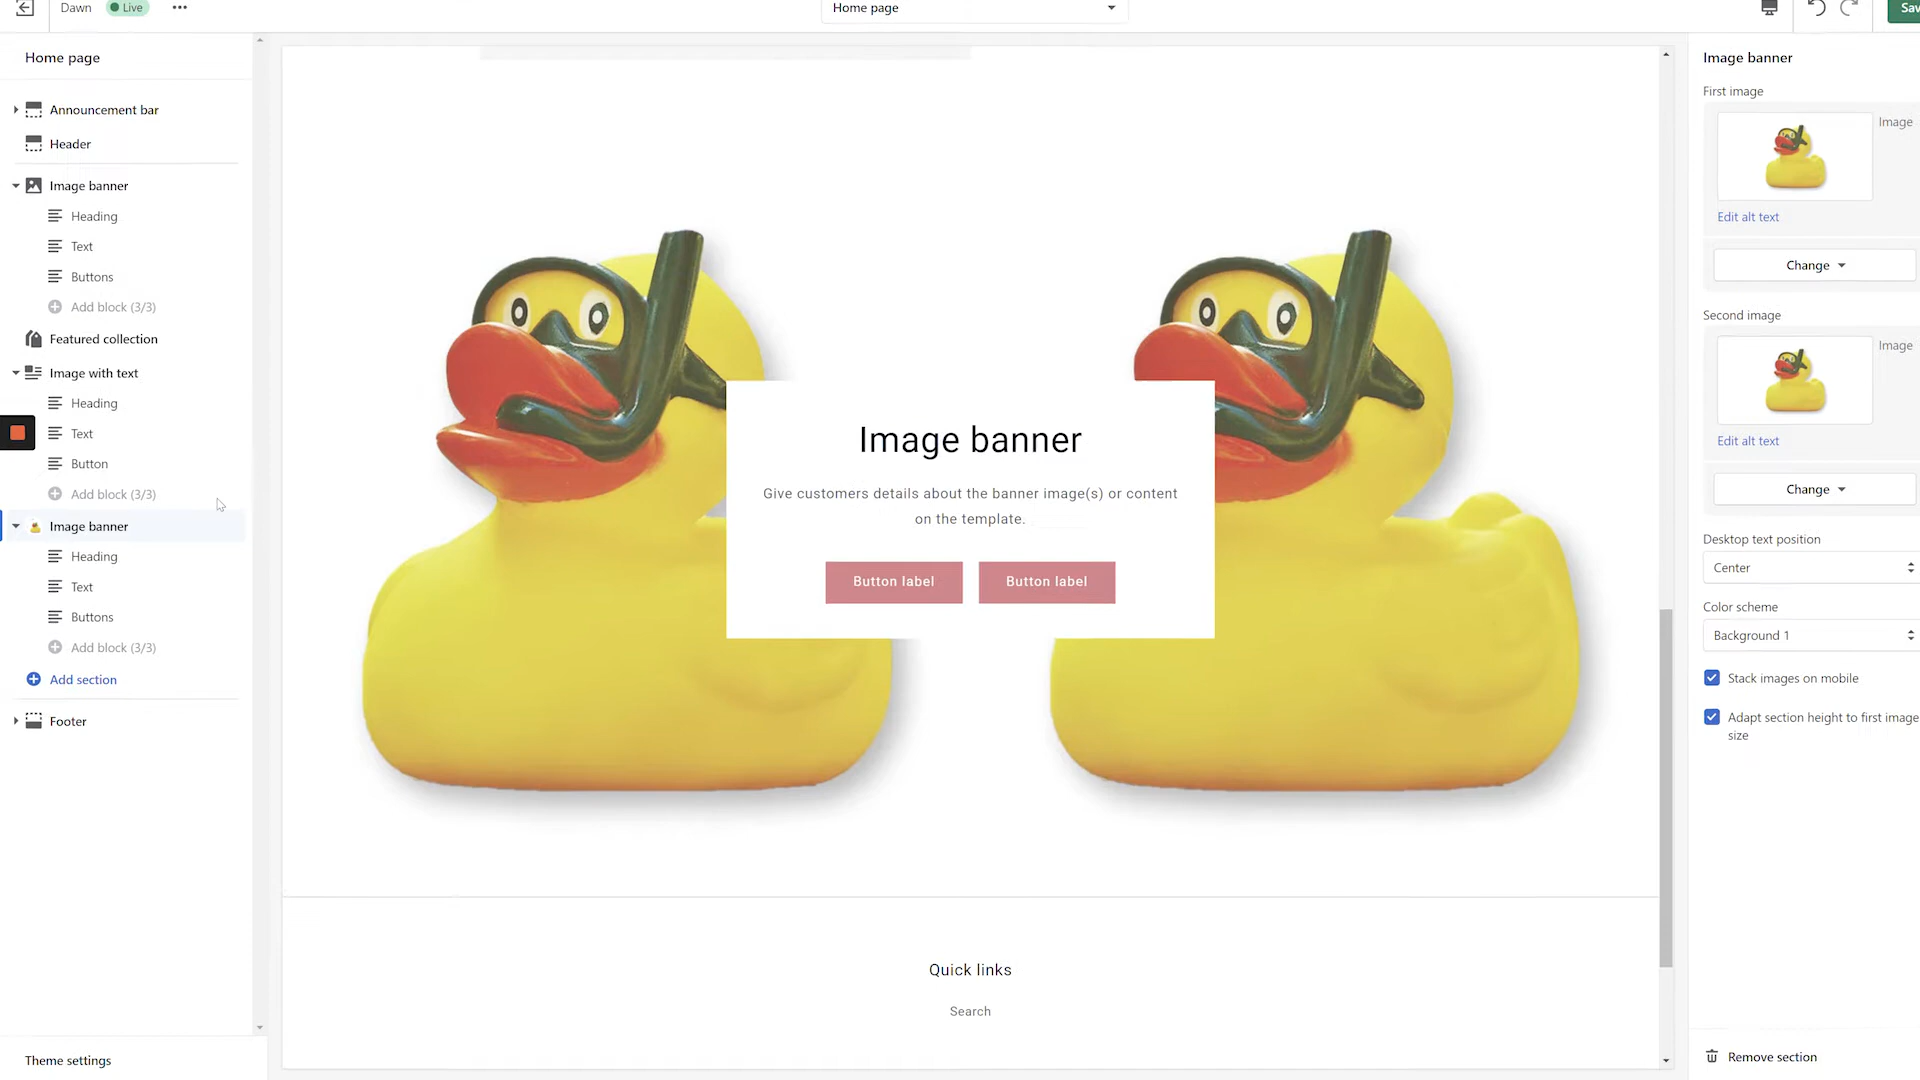 Dawn
Live
Home page
Sav
Home page
Announcement bar
Header
Image banner
Heading
Text
Buttons
Add block (3/3)
Featured collection
Image with text
Heading
Text
Button
Add block (3/3)
Image banner
Heading
Text
Buttons
Add block (3/3)
Add section
Footer
Theme settings
Image banner
Give customers details about the banner image(s) or content
on the template.
Button label
Button label
Quick links
Search
Image banner
First image
Image
Edit alt text
Change
Second image
Image
Edit alt text
Change
Desktop text position
Center
Color scheme
Background 1
Stack images on mobile
Adapt section height to first image
size
Remove section